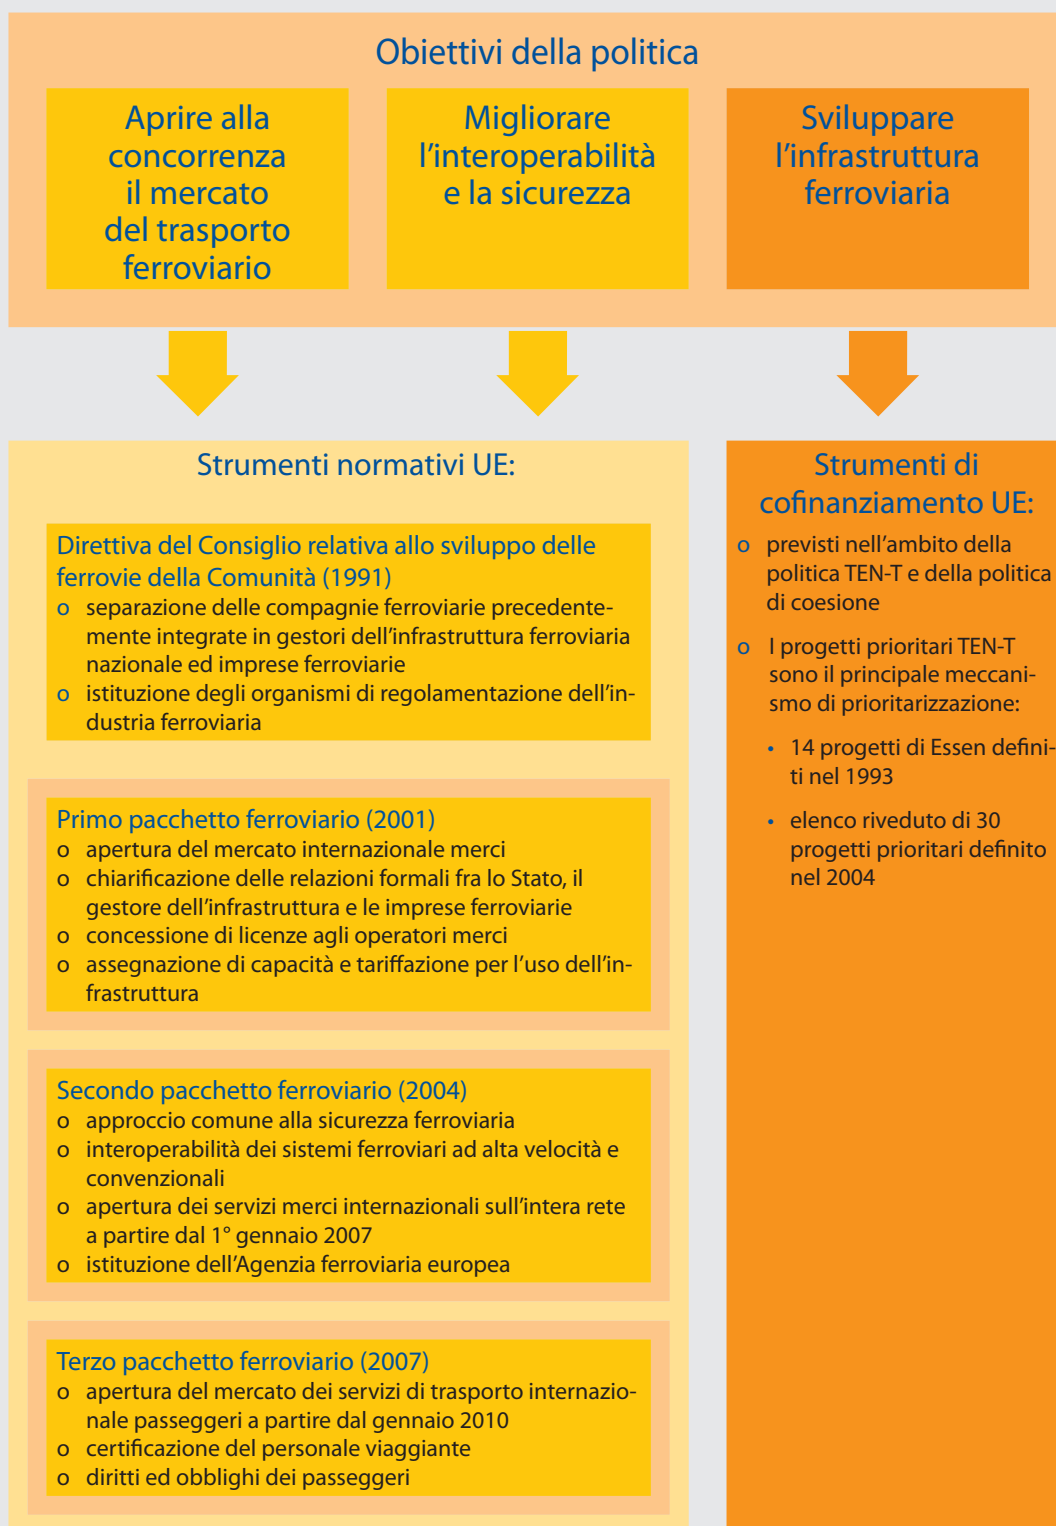 Obiettivi della politica
Aprire alla
concorrenza
il mercato
del trasporto
ferroviario
Migliorare
l'interoperabilità
e la sicurezza
Sviluppare
l'infrastruttura
ferroviaria
Strumenti normativi UE:
Direttiva del Consiglio relativa allo sviluppo delle
ferrovie della Comunità (1991)
o separazione delle compagnie ferroviarie precedente-
mente integrate in gestori dell'infrastruttura ferroviaria
nazionale ed imprese ferroviarie
o istituzione degli organismi di regolamentazione dell'in-
dustria ferroviaria
Primo pacchetto ferroviario (2001)
o apertura del mercato internazionale merci
o chiarificazione delle relazioni formali fra lo Stato, il
gestore dell'infrastruttura e le imprese ferroviarie
o concessione di licenze agli operatori merci
o assegnazione di capacità e tariffazione per l'uso dell'in-
frastruttura
Secondo pacchetto ferroviario (2004)
o approccio comune alla sicurezza ferroviaria
o interoperabilità dei sistemi ferroviari ad alta velocità e
convenzionali
o apertura dei servizi merci internazionali sull'intera rete
a partire dal 1° gennaio 2007
o istituzione dell'Agenzia ferroviaria europea
Terzo pacchetto ferroviario (2007)
o apertura del mercato dei servizi di trasporto internazio-
nale passeggeri a partire dal gennaio 2010
o certificazione del personale viaggiante
o diritti ed obblighi dei passeggeri
Strumenti di
cofinanziamento UE:
o previsti nell'ambito della
politica TEN-T e della politica
di coesione
o I progetti prioritari TEN-T
sono il principale meccani-
smo di prioritarizzazione:
• 14 progetti di Essen defini-
ti nel 1993
• elenco riveduto di 30
progetti prioritari definito
nel 2004